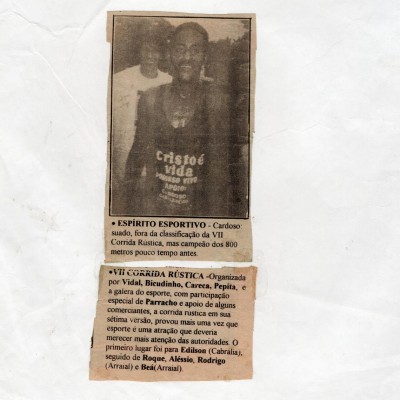 Cristo é
vida
APOIO
• ESPÍRITO ESPORTIVO - Cardoso
suado, fora da classificação da VII
Corrida Rústica, mas campeão dos 800
metros pouco tempo antes.
•VII CORRIDA RÚSTICA -Organizada
por Vidal, Bicudinho, Careca, Pepita, e
a galera do esporte, com participação
especial de Parracho e apoio de alguns
comerciantes, a corrida rustica em sua
sétima versão, provou mais uma vez que
esporte é uma atração que deveria
merecer mais atenção das autoridades. O
primeiro lugar foi para Edilson (Cabrália),
seguido de Roque, Aléssio, Rodrigo
(Arraial) e Beá(Arraial).